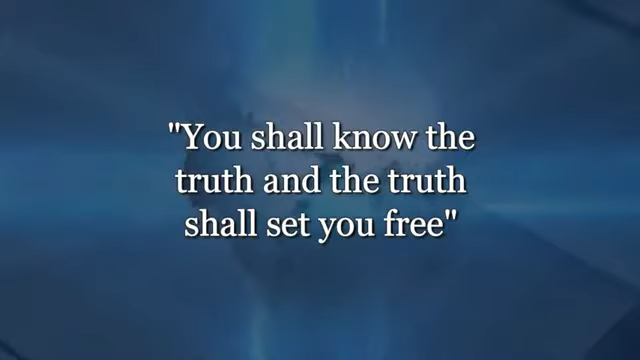 "You shall know the
truth and the truth
shall set you free"